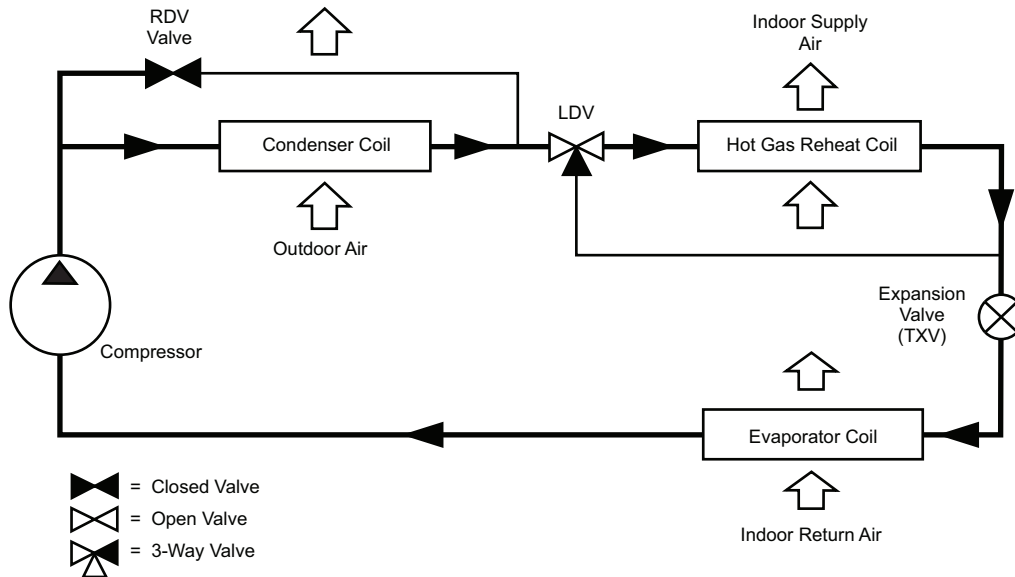 RDV
Valve
Indoor Supply
Air
LDV
Condenser Coil
Hot Gas Reheat Coil
Outdoor Air
Expansion
Valve
(TXV)
Compressor
Evaporator Coil
= Closed Valve
= Open Valve
= 3-Way Valve
Indoor Return Air